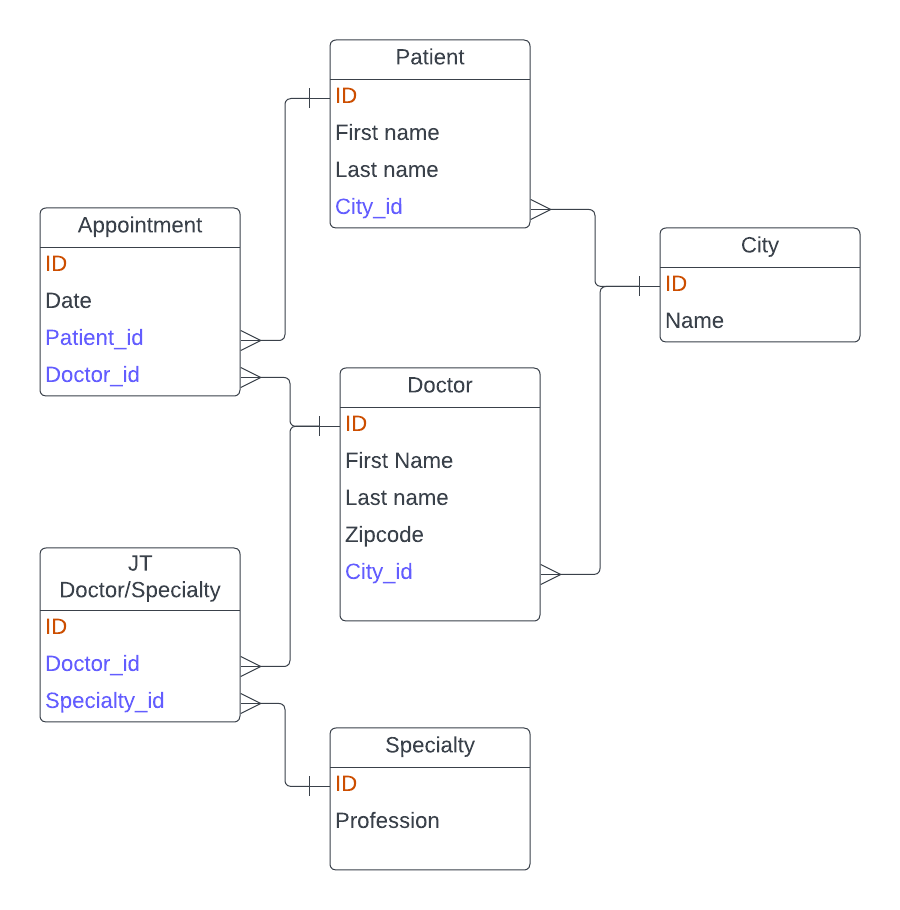 Patient
ID
First name
Last name
City_id
Appointment
ID
Date
Patient_id
Doctor_id
City
ID
Name
Doctor
ID
First Name
Last name
Zipcode
City_id
JT
Doctor/Specialty
ID
Doctor_id
Specialty_id
Specialty
ID
Profession